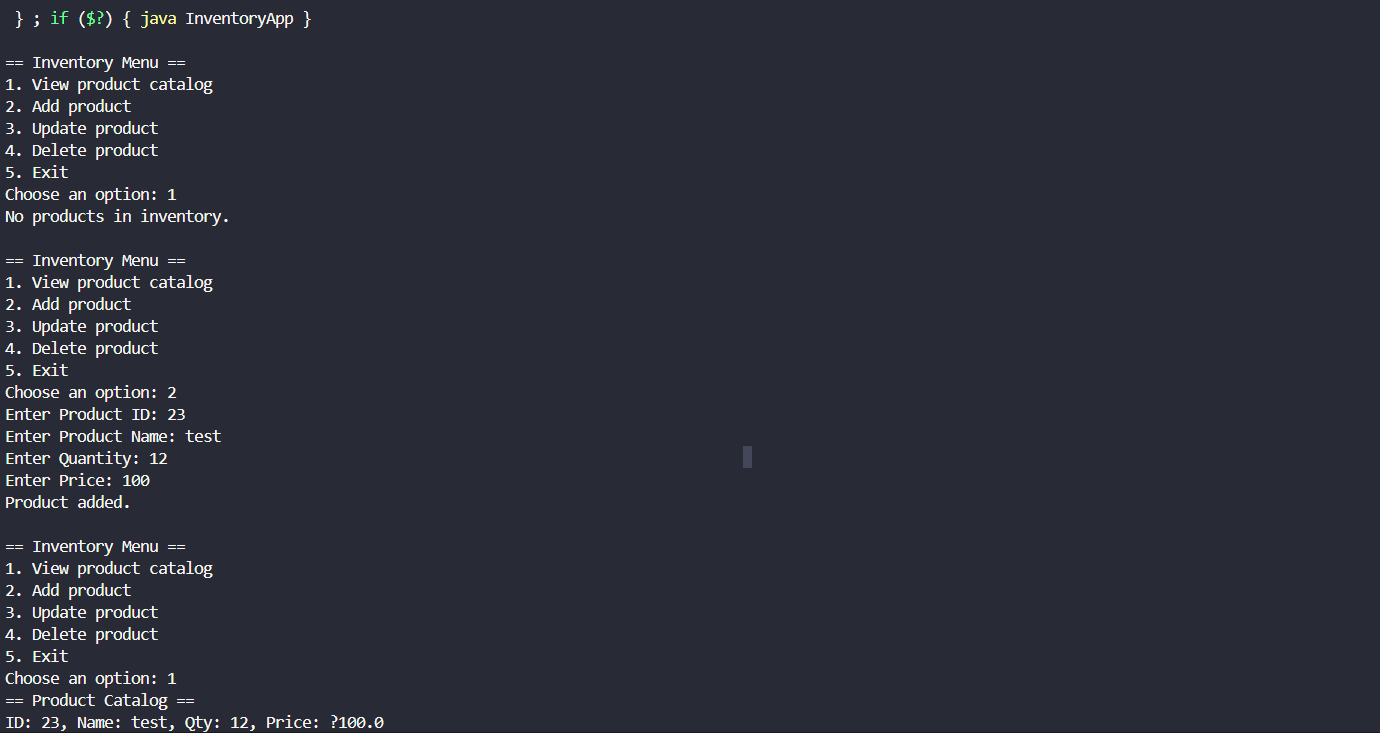 } ; if ($?) { java InventoryApp }
== Inventory Menu ==
1. View product catalog
2. Add product
3. Update product
4. Delete product
5. Exit
Choose an option: 1
No products in inventory.
== Inventory Menu ==
1. View product catalog
2. Add product
3. Update product
4. Delete product
5. Exit
Choose an option: 2
Enter Product ID: 23
Enter Product Name: test
Enter Quantity: 12
Enter Price: 100
Product added.
== Inventory Menu ==
1. View product catalog
2. Add product
3. Update product
4. Delete product
5. Exit
Choose an option: 1
== Product Catalog ==
ID: 23, Name: test, Qty: 12, Price: ?100.0